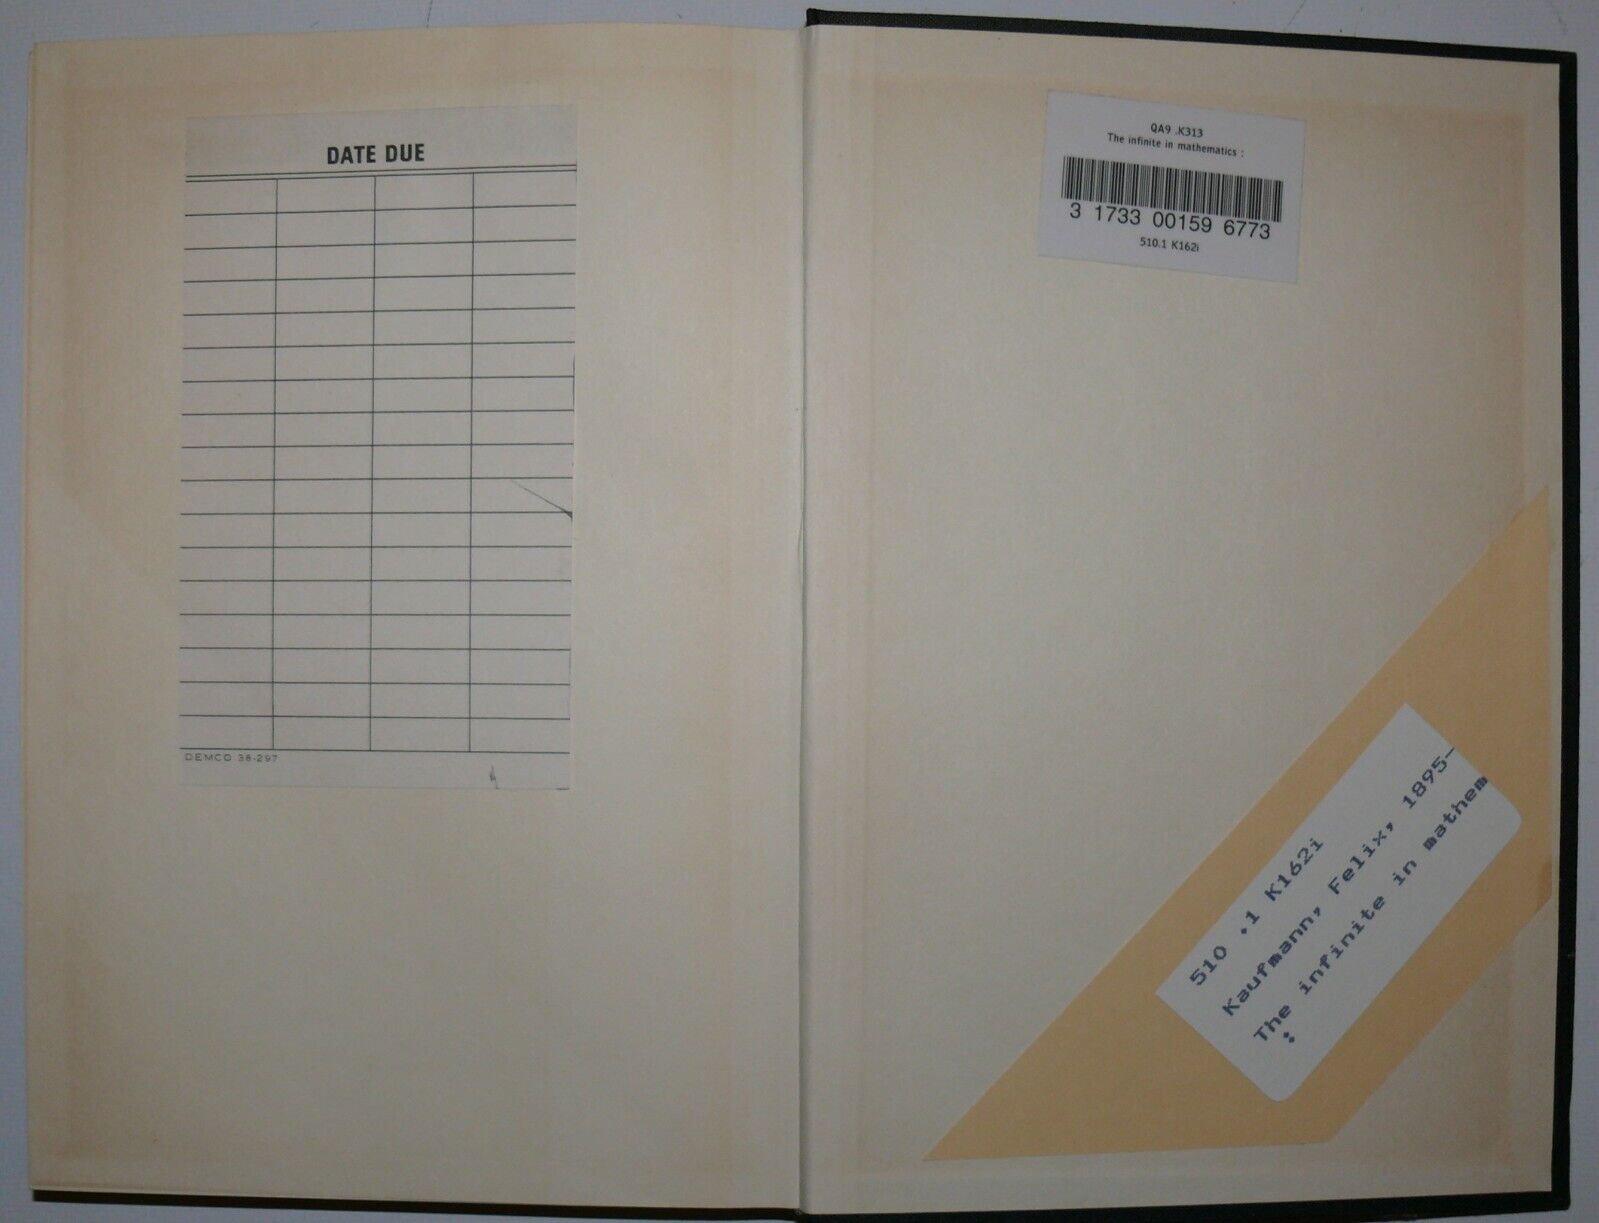 DATE DUE
DEMCO 38-297
QA9 .K313
The infinite in mathematics :
3 1733 00159 6773
510.1 K162i
510 .1 K162i
Kaufmann, Felix, 1895-
The infinite in mathem
: